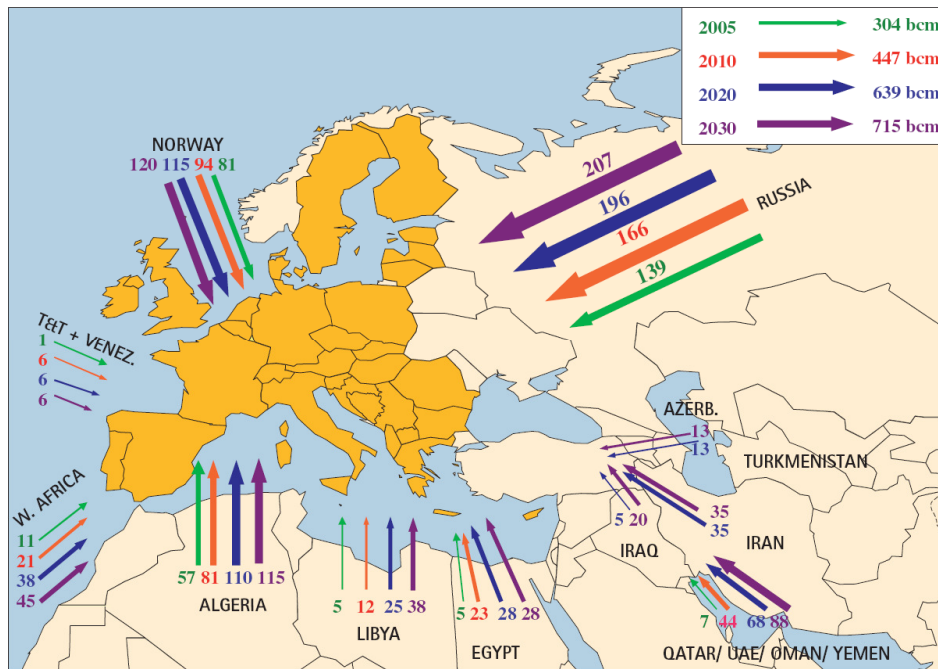 2005 304 bcm
2010 447 bcm
2020 639 bcm
2030 715 bcm
NORWAY
120 115 94 81
207
196
166
139
RUSSIA
T&T + VENEZ.
1
6
6
6
AZERB.
13
13
TURKMENISTAN
W. AFRICA
11
21
38
45
57 81 110 115
ALGERIA
5 12 25 38
LIBYA
5 23 28 28
EGYPT
5 20
IRAQ
35
35
IRAN
7 44 68 88
QATAR/ UAE/ OMAN/ YEMEN